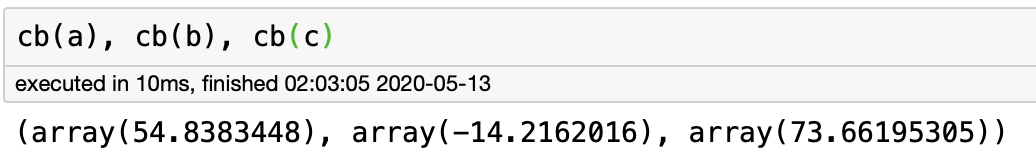 cb(a), cb(b), cb(c)
executed in 10ms, finished 02:03:05 2020-05-13
(array(54.8383448), array(-14.2162016), array(73.66195305))